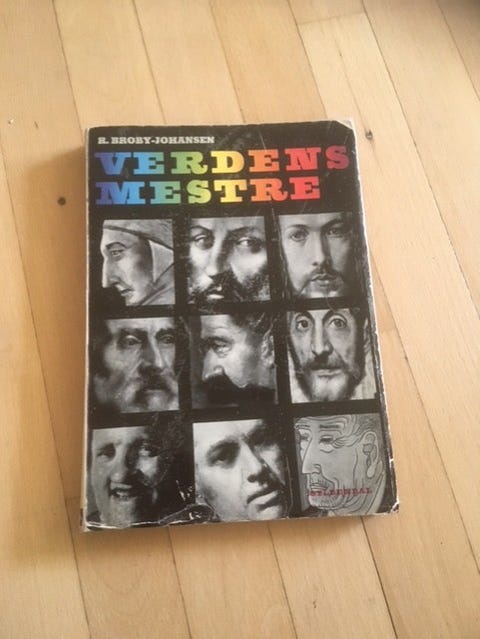 R. BROBY-JOHANSEN
VERDENS
MESTRE
GYLDENDAL